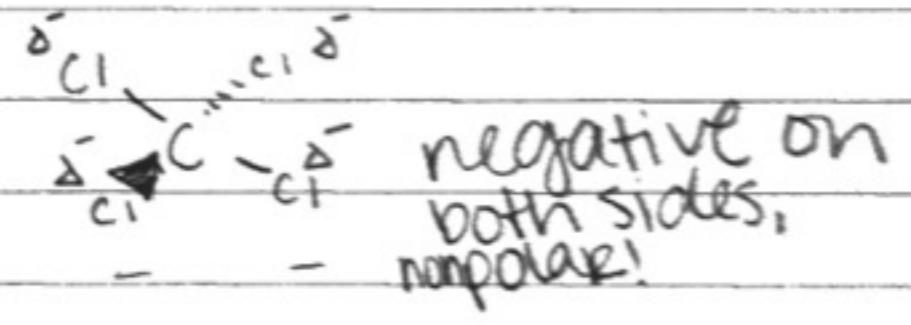 δ⁻ Cl Cl δ⁻
δ⁻ C δ⁻ negative on
Cl Cl both sides,
− − nonpolar!